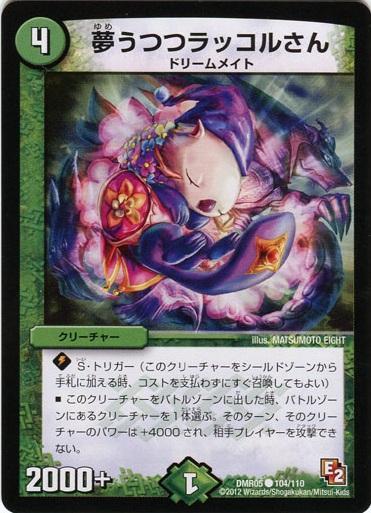 4
ゆめ
夢うつつラッコルさん
ドリームメイト
illus. MATSUMOTO EIGHT
クリーチャー
S・トリガー（このクリーチャーをシールドゾーンから
手札に加える時、コストを支払わずにすぐ召喚してもよい）
■ このクリーチャーをバトルゾーンに出した時、バトルゾ
ーンにあるクリーチャーを1体選ぶ。そのターン、そのクリー
チャーのパワーは+4000され、相手プレイヤーを攻撃で
きない。
2000+
1
E2
DMR05 ● 104/110
©2012 Wizards/Shogakukan/Mitsui-Kids